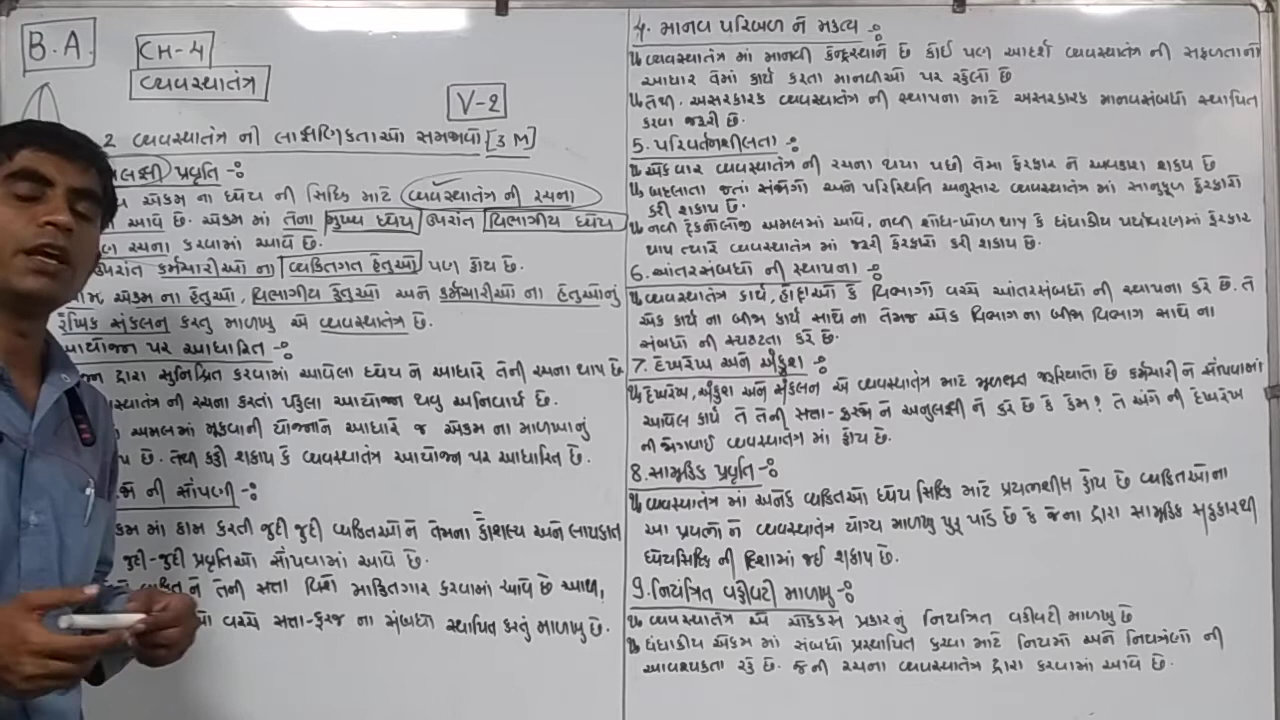 B.A.
CH-4
વ્યવસ્થાતંત્ર
V-2
2 વ્યવસ્થાતંત્ર ની લાક્ષણિકતાઓ સમજાવો [3 M]
લક્ષી પ્રવૃતિ -:
એકમ ના ધ્યેય ની સિદ્ધિ માટે વ્યવસ્થાતંત્ર ની રચના
આવે છે. એકમ માં તેના મુખ્ય ધ્યેય ઉપરાંત વિભાગીય ધ્યેય
રચના કરવામાં આવે છે.
ઉપરાંત કર્મચારીઓ ના વ્યકિતગત હેતુઓ પણ હોય છે.
એકમ ના હેતુઓ, વિભાગીય હેતુઓ અને કર્મચારીઓ ના હેતુઓનું
સંકલન કરતુ માળખુ એ વ્યવસ્થાતંત્ર છે.
આયોજન પર આધારિત -:
દ્વારા સુનિશ્ચિત કરવામાં આવેલા ધ્યેય ને આધારે તેની રચના થાય છે
ની રચના કરતાં પહેલા આયોજન થવુ અનિવાર્ય છે.
અમલમાં મૂકવાની યોજનાને આધારે જ એકમ ના માળખાનું
છે. તેથી કહી શકાય કે વ્યવસ્થાતંત્ર આયોજન પર આધારિત છે.
ની સોંપણી -:
માં કામ કરતી જુદી જુદી વ્યકિતઓ ને તેમના કૌશલ્ય અને લાયકાત
જુદી-જુદી પ્રવૃતિઓ સોંપવામાં આવે છે.
વ્યકિત ને તેની સત્તા વિશે માહિતગાર કરવામાં આવે છે આમ,
વચ્ચે સત્તા-ફરજ ના સંબંધો સ્થાપિત કરતું માળખુ છે.
4. માનવ પરિબળ ને મહત્વ -:
વ્યવસ્થાતંત્ર માં માનવી કેન્દ્રસ્થાને છે કોઈ પણ આદર્શ વ્યવસ્થાતંત્ર ની સફળતાનો
આધાર તેમાં કાર્ય કરતા માનવીઓ પર રહેલો છે
તેથી. અસરકારક વ્યવસ્થાતંત્ર ની સ્થાપના માટે અસરકારક માનવસંબંધો સ્થાપિત
કરવા જરૂરી છે.
5. પરિવર્તનશીલતા -:
એકવાર વ્યવસ્થાતંત્ર ની રચના થાયા પછી તેમા ફેરફાર ને અવકાશ શકાય છે
બદલાતા જતાં સંજોગો અને પરિસ્થિતિ અનુસાર વ્યવસ્થાતંત્ર માં સાનુકૂળ ફેરફારો
કરી શકાય છે.
નવી ટેકનોલોજી અમલમાં આવે, નવી શોધ-ખોળ થાય કે ધંધાકીય પર્યાવરણમાં ફેરફાર
થાય ત્યારે વ્યવસ્થાતંત્ર માં જરૂરી ફેરફારો કરી શકાય છે.
6. આંતરસંબંધો ની સ્થાપના -:
વ્યવસ્થાતંત્ર કાર્ય, હોદ્દાઓ કે વિભાગો વચ્ચે આંતરસંબંધો ની સ્થાપના કરે છે. તે
એક કાર્ય ના બીજા કાર્ય સાથે ના તેમજ એક વિભાગ ના બીજા વિભાગ સાથે ના
સંબંધો ની સ્પષ્ટતા કરે છે.
7. દેખરેખ અને અંકુશ -:
દેખરેખ, અંકુશ અને સંકલન એ વ્યવસ્થાતંત્ર માટે મૂળભૂત જરૂરિયાતો છે કર્મચારી ને સોંપવામાં
આવેલ કાર્ય તે તેની સત્તા-ફરજ ને અનુલક્ષી ને કરે છે કે કેમ? તે અંગે ની દેખરેખ
ની જોગવાઈ વ્યવસ્થાતંત્ર માં હોય છે.
8. સામૂહિક પ્રવૃતિ -:
વ્યવસ્થાતંત્ર માં અનેક વ્યકિતઓ ધ્યેય સિદ્ધિ માટે પ્રયત્નશીલ હોય છે વ્યકિતઓના
આ પ્રયત્નો ને વ્યવસ્થાતંત્ર યોગ્ય માળખુ પુરૂ પાડે છે કે જેના દ્વારા સામૂહિક સહકારથી
ધ્યેયસિદ્ધિ ની દિશામાં જઈ શકાય છે.
9. નિયંત્રિત વહીવટી માળખુ -:
વ્યવસ્થાતંત્ર એ ચોકકસ પ્રકારનું નિયંત્રિત વહીવટી માળખુ છે
ધંધાકીય એકમ માં સંબંધો પ્રસ્થાપિત કરવા માટે નિયમો અને નિયંત્રણો ની
આવશ્યકતા રહે છે. જેની રચના વ્યવસ્થાતંત્ર દ્વારા કરવામાં આવે છે.